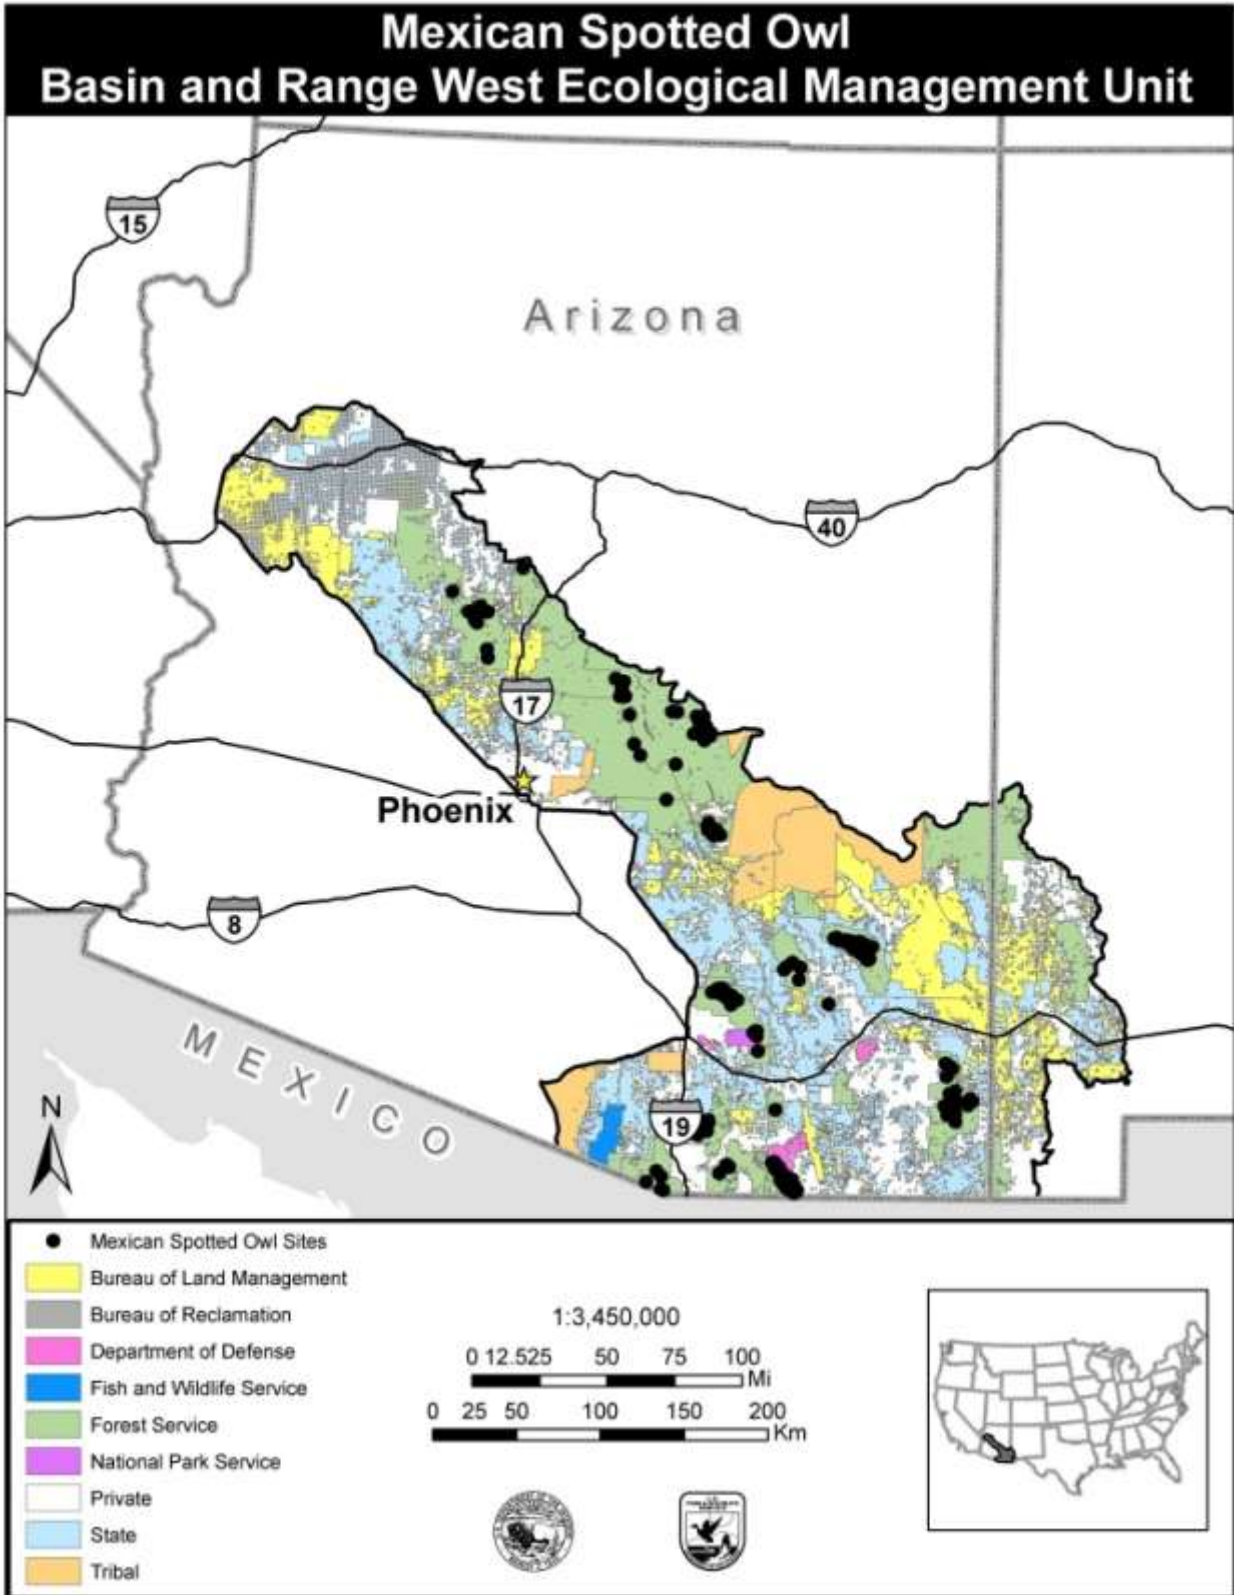 Mexican Spotted Owl
Basin and Range West Ecological Management Unit
15
Arizona
40
17
Phoenix
8
MEXICO
N
19
Mexican Spotted Owl Sites
Bureau of Land Management
Bureau of Reclamation
Department of Defense
Fish and Wildlife Service
Forest Service
National Park Service
Private
State
Tribal
1:3,450,000
0 12.525 50 75 100
Mi
0 25 50 100 150 200
Km